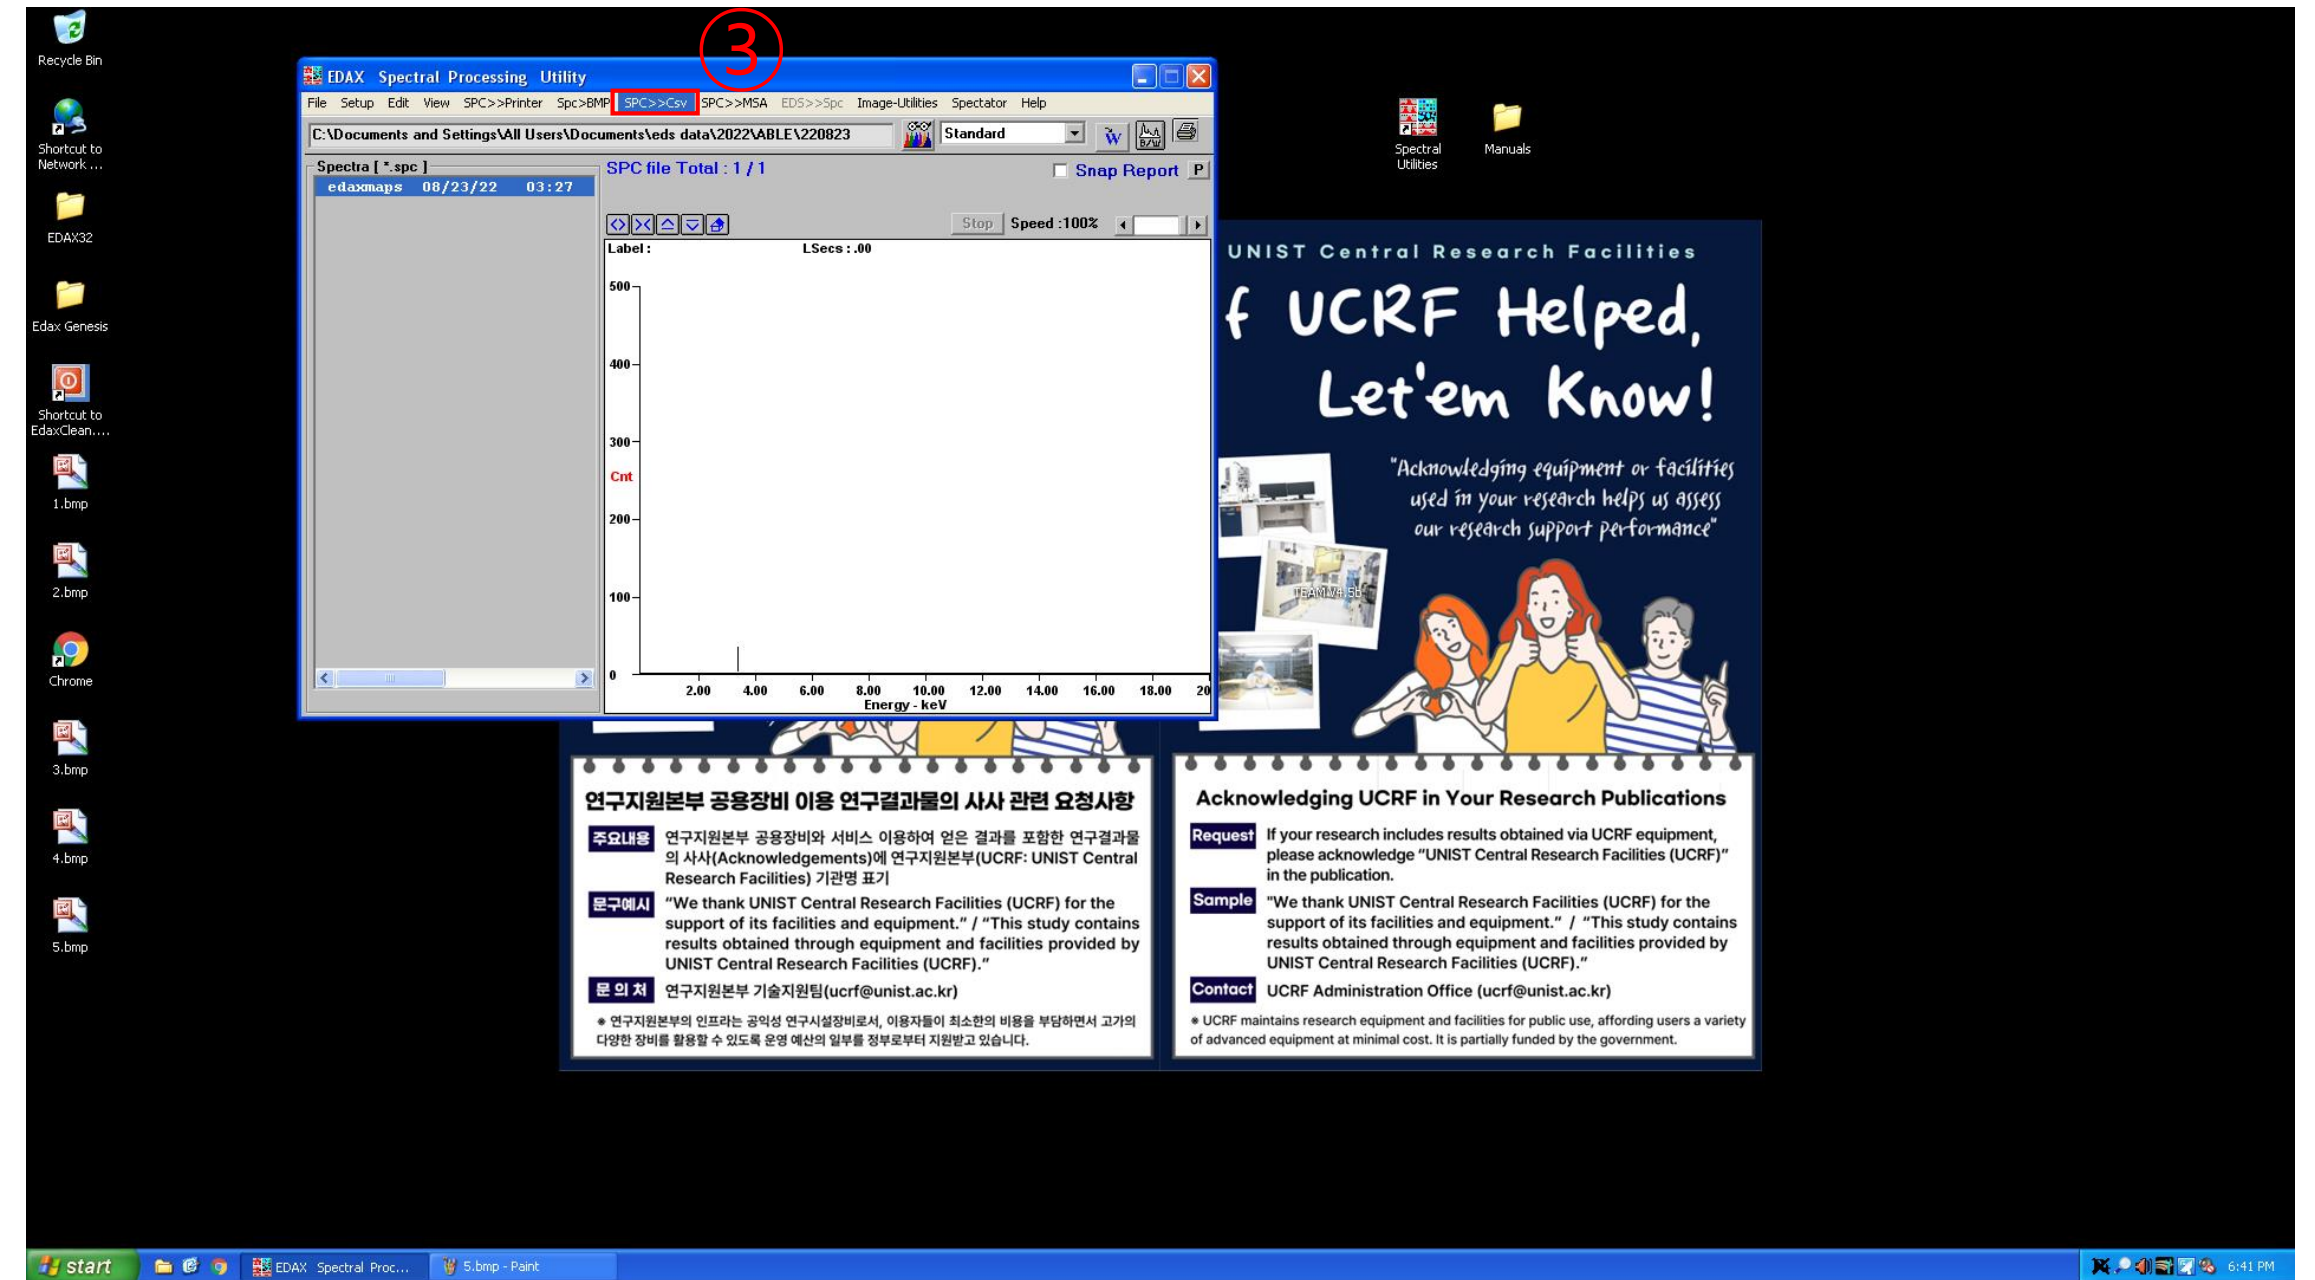 ③
Recycle Bin
Shortcut to
Network ...
EDAX32
Edax Genesis
Shortcut to
EdaxClean....
1.bmp
2.bmp
Chrome
3.bmp
4.bmp
5.bmp
EDAX Spectral Processing Utility
File Setup Edit View SPC>>Printer Spc>BMP SPC>>Csv SPC>>MSA EDS>>Spc Image-Utilities Spectator Help
C:\Documents and Settings\All Users\Documents\eds data\2022\ABLE\220823
Standard
W
B/W
Spectra [ *.spc ]
edaxmaps 08/23/22 03:27
SPC file Total : 1 / 1
Snap Report P
Stop Speed :100%
Label : LSecs : .00
500
400
300
Cnt
200
100
0
2.00 4.00 6.00 8.00 10.00 12.00 14.00 16.00 18.00 20
Energy - keV
Spectral
Utilities
Manuals
UNIST Central Research Facilities
f UCRF Helped,
Let'em Know!
"Acknowledging equipment or facilities
used in your research helps us assess
our research support performance"
TEAM V4.5b
연구지원본부 공용장비 이용 연구결과물의 사사 관련 요청사항
주요내용 연구지원본부 공용장비와 서비스 이용하여 얻은 결과를 포함한 연구결과물
의 사사(Acknowledgements)에 연구지원본부(UCRF: UNIST Central
Research Facilities) 기관명 표기
문구예시 “We thank UNIST Central Research Facilities (UCRF) for the
support of its facilities and equipment.” / “This study contains
results obtained through equipment and facilities provided by
UNIST Central Research Facilities (UCRF).”
문 의 처 연구지원본부 기술지원팀(ucrf@unist.ac.kr)
※ 연구지원본부의 인프라는 공익성 연구시설장비로서, 이용자들이 최소한의 비용을 부담하면서 고가의
다양한 장비를 활용할 수 있도록 운영 예산의 일부를 정부로부터 지원받고 있습니다.
Acknowledging UCRF in Your Research Publications
Request If your research includes results obtained via UCRF equipment,
please acknowledge “UNIST Central Research Facilities (UCRF)”
in the publication.
Sample "We thank UNIST Central Research Facilities (UCRF) for the
support of its facilities and equipment.” / “This study contains
results obtained through equipment and facilities provided by
UNIST Central Research Facilities (UCRF).”
Contact UCRF Administration Office (ucrf@unist.ac.kr)
※ UCRF maintains research equipment and facilities for public use, affording users a variety
of advanced equipment at minimal cost. It is partially funded by the government.
start
EDAX Spectral Proc...
5.bmp - Paint
6:41 PM